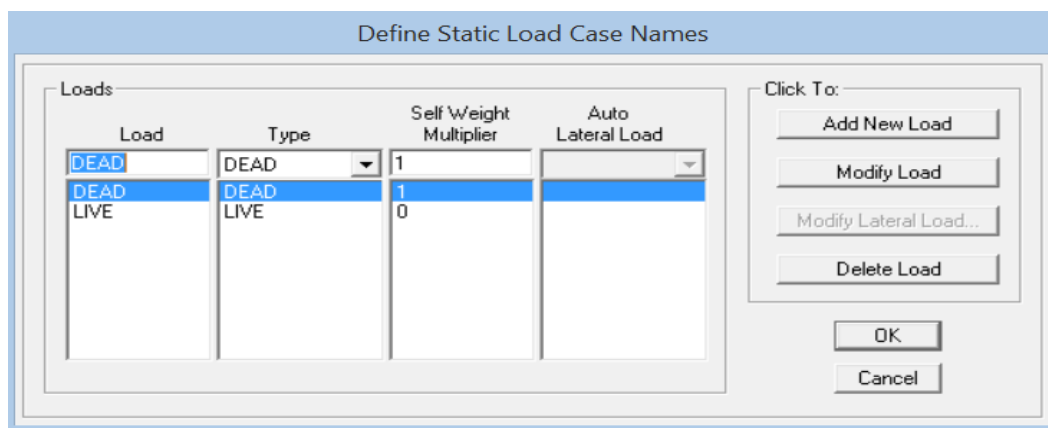 Define Static Load Case Names
Loads
Load Type Self Weight Multiplier Auto Lateral Load
DEAD DEAD 1
DEAD DEAD 1
LIVE LIVE 0
Click To:
Add New Load
Modify Load
Modify Lateral Load...
Delete Load
OK
Cancel